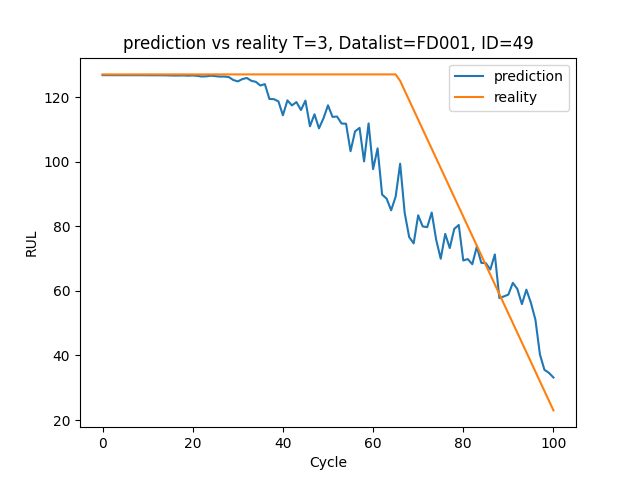 prediction vs reality T=3, Datalist=FD001, ID=49
prediction
reality
120
100
80
60
40
20
RUL
0 20 40 60 80 100
Cycle